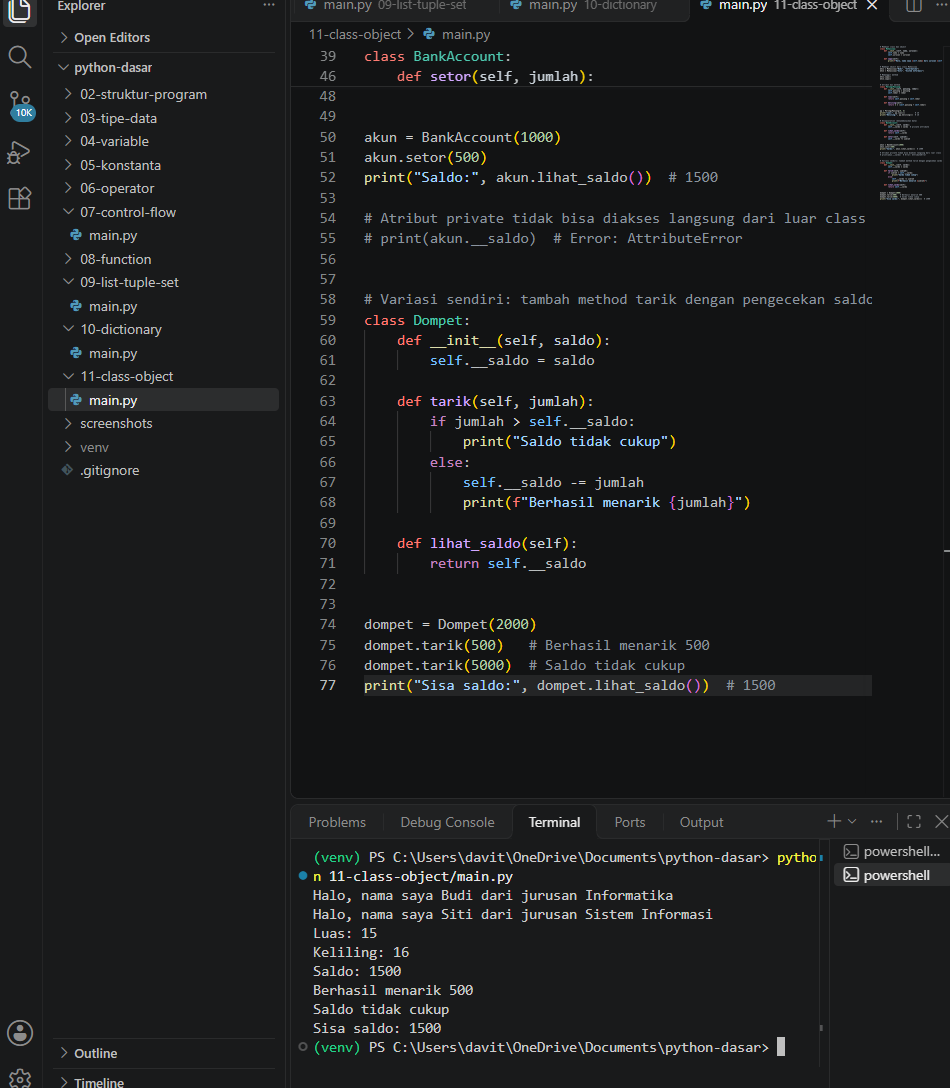 Explorer
Open Editors
python-dasar
02-struktur-program
03-tipe-data
04-variable
05-konstanta
06-operator
07-control-flow
main.py
08-function
09-list-tuple-set
main.py
10-dictionary
main.py
11-class-object
main.py
screenshots
venv
.gitignore
10K
Outline
Timeline
main.py 09-list-tuple-set
main.py 10-dictionary
main.py 11-class-object
11-class-object > main.py
39 class BankAccount:
46 def setor(self, jumlah):
48
49
50 akun = BankAccount(1000)
51 akun.setor(500)
52 print("Saldo:", akun.lihat_saldo())  # 1500
53
54 # Atribut private tidak bisa diakses langsung dari luar class
55 # print(akun.__saldo)  # Error: AttributeError
56
57
58 # Variasi sendiri: tambah method tarik dengan pengecekan saldo
59 class Dompet:
60 def __init__(self, saldo):
61 self.__saldo = saldo
62
63 def tarik(self, jumlah):
64 if jumlah > self.__saldo:
65 print("Saldo tidak cukup")
66 else:
67 self.__saldo -= jumlah
68 print(f"Berhasil menarik {jumlah}")
69
70 def lihat_saldo(self):
71 return self.__saldo
72
73
74 dompet = Dompet(2000)
75 dompet.tarik(500)   # Berhasil menarik 500
76 dompet.tarik(5000)  # Saldo tidak cukup
77 print("Sisa saldo:", dompet.lihat_saldo())  # 1500
Problems Debug Console Terminal Ports Output
(venv) PS C:\Users\davit\OneDrive\Documents\python-dasar> pytho
n 11-class-object/main.py
Halo, nama saya Budi dari jurusan Informatika
Halo, nama saya Siti dari jurusan Sistem Informasi
Luas: 15
Keliling: 16
Saldo: 1500
Berhasil menarik 500
Saldo tidak cukup
Sisa saldo: 1500
(venv) PS C:\Users\davit\OneDrive\Documents\python-dasar>
powershell...
powershell